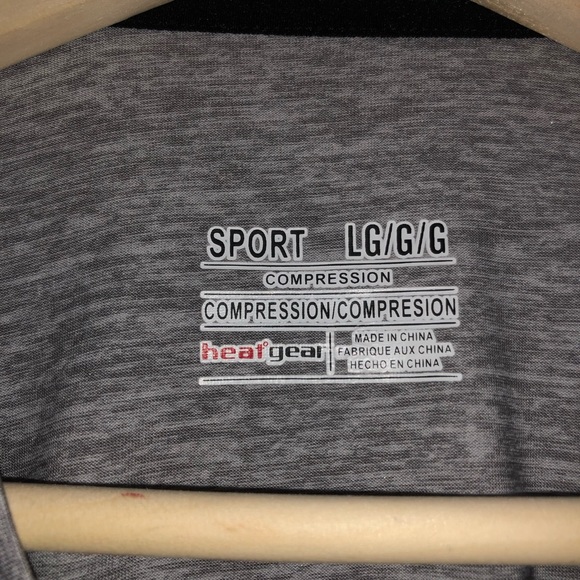 SPORT LG/G/G
COMPRESSION
COMPRESSION/COMPRESION
heat°gear
MADE IN CHINA
FABRIQUE AUX CHINA
HECHO EN CHINA